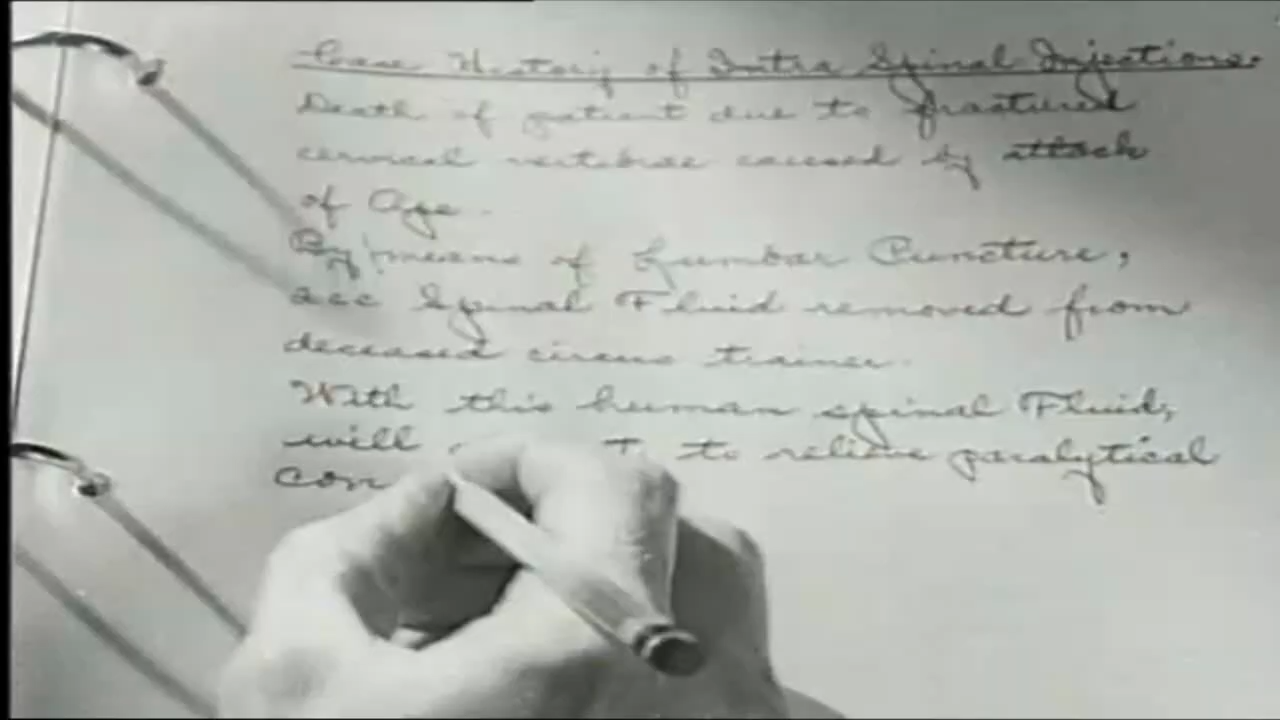 Case History of Intra Spinal Injections.
Death of patient due to fractured
cervical vertebrae caused by attack
of Ape.
By means of Lumbar Puncture,
Spinal Fluid removed from
deceased circus trainer.
With this human spinal Fluid,
will to relieve paralytical
con